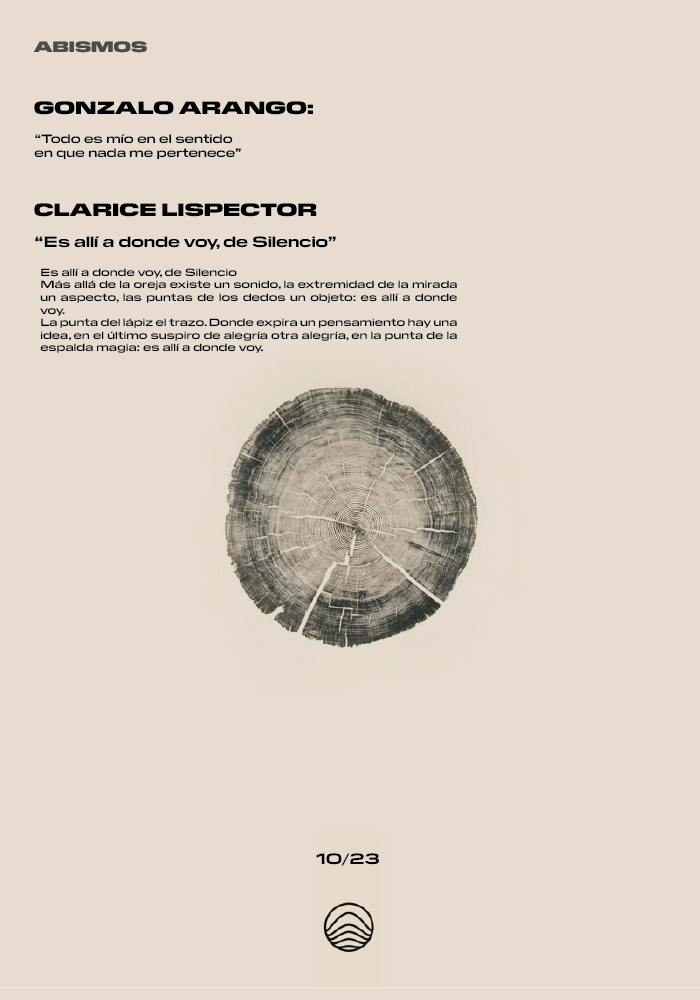 ABISMOS
GONZALO ARANGO:
“Todo es mío en el sentido
en que nada me pertenece”
CLARICE LISPECTOR
“Es allí a donde voy, de Silencio”
Es allí a donde voy, de Silencio
Más allá de la oreja existe un sonido, la extremidad de la mirada
un aspecto, las puntas de los dedos un objeto: es allí a donde
voy.
La punta del lápiz el trazo. Donde expira un pensamiento hay una
idea, en el último suspiro de alegría otra alegría, en la punta de la
espalda magia: es allí a donde voy.
10/23